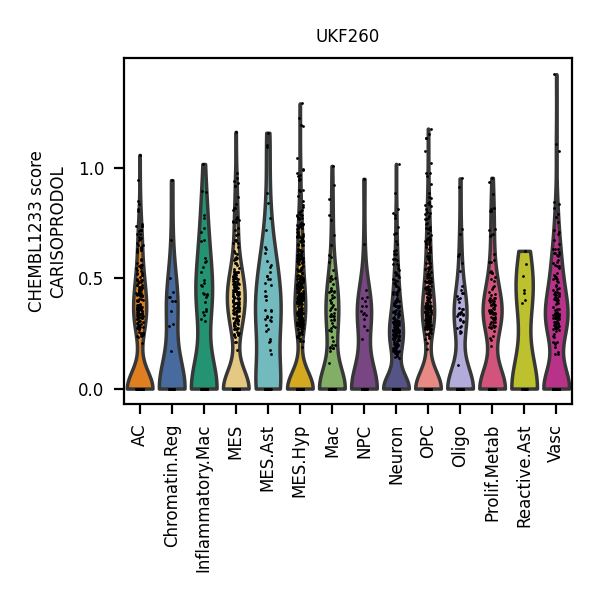 UKF260
CHEMBL1233 score
CARISOPRODOL
1.0
0.5
0.0
AC
Chromatin.Reg
Inflammatory.Mac
MES
MES.Ast
MES.Hyp
Mac
NPC
Neuron
OPC
Oligo
Prolif.Metab
Reactive.Ast
Vasc